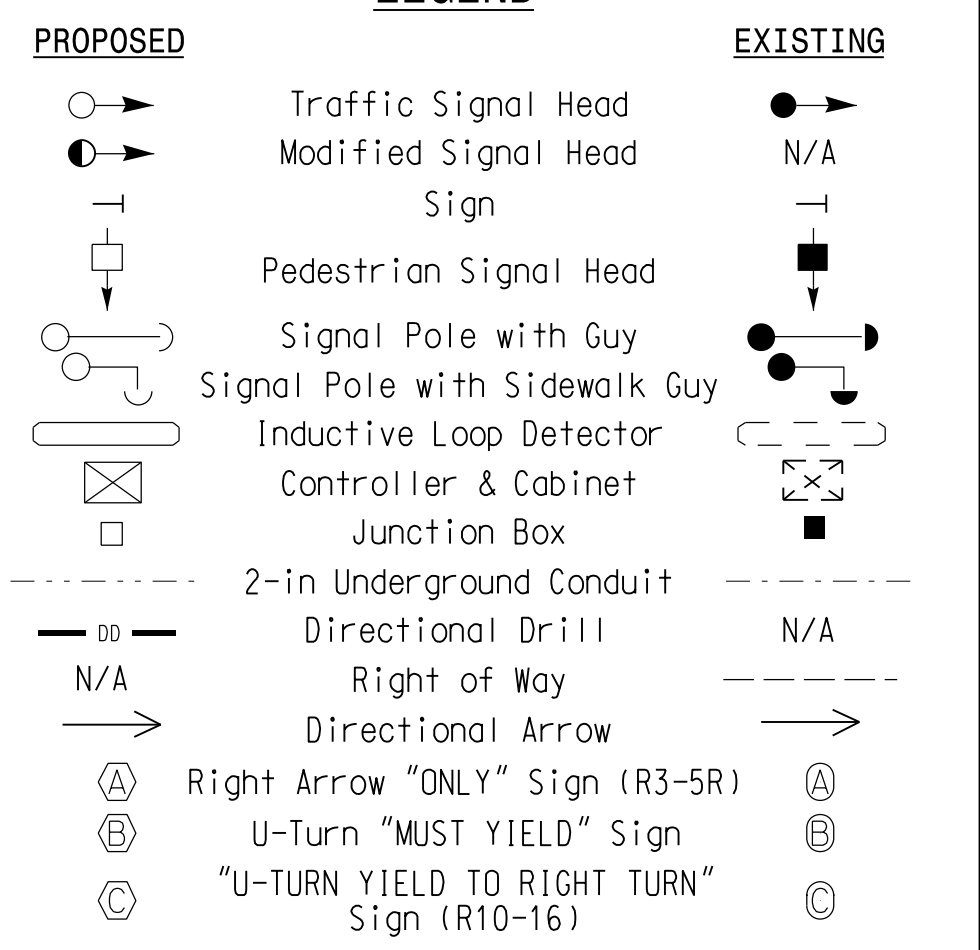 LEGEND
PROPOSED EXISTING
Traffic Signal Head
Modified Signal Head N/A
Sign
Pedestrian Signal Head
Signal Pole with Guy
Signal Pole with Sidewalk Guy
Inductive Loop Detector
Controller & Cabinet
Junction Box
2-in Underground Conduit
DD Directional Drill N/A
N/A Right of Way
Directional Arrow
A Right Arrow "ONLY" Sign (R3-5R) A
B U-Turn "MUST YIELD" Sign B
C "U-TURN YIELD TO RIGHT TURN" C
Sign (R10-16)